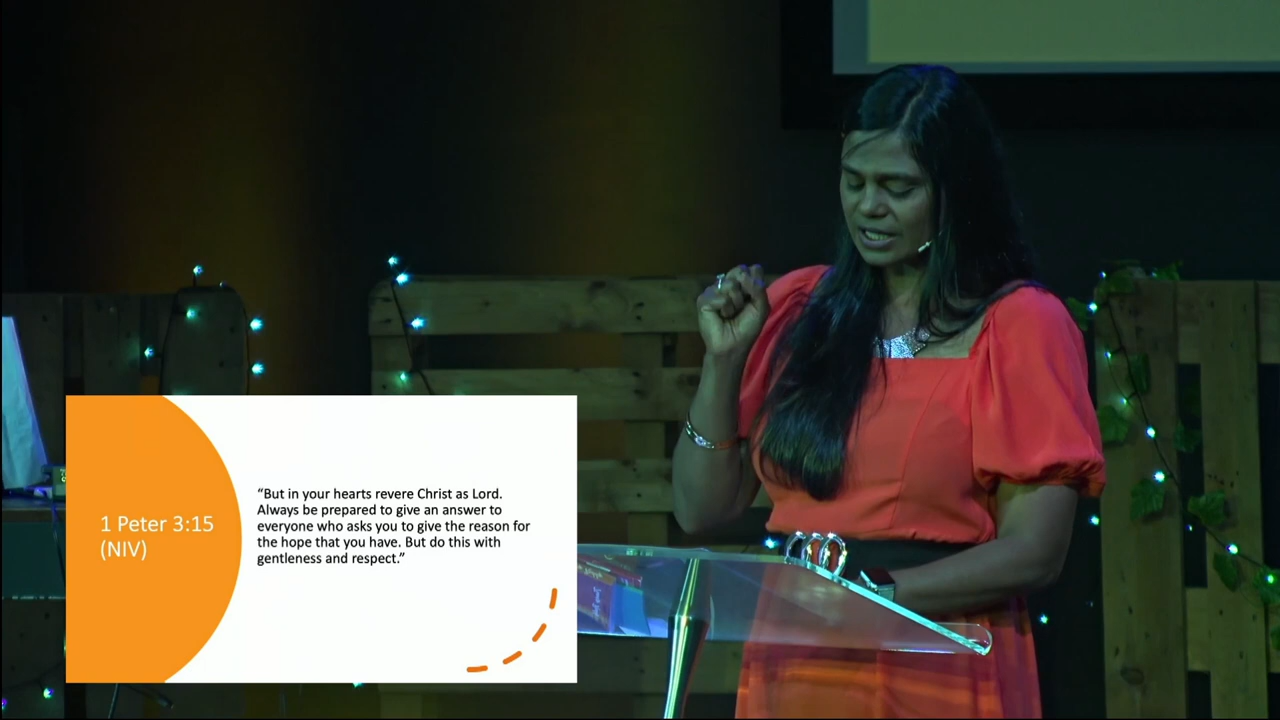 1 Peter 3:15
(NIV)
“But in your hearts revere Christ as Lord.
Always be prepared to give an answer to
everyone who asks you to give the reason for
the hope that you have. But do this with
gentleness and respect.”